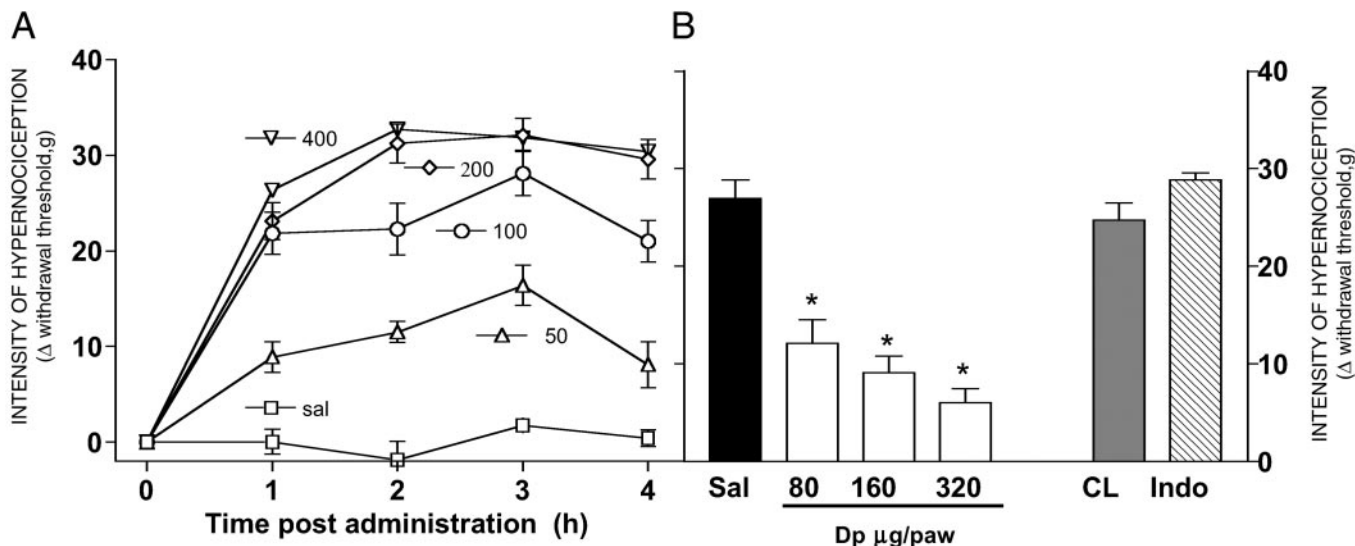 A
INTENSITY OF HYPERNOCICEPTION
(Δ withdrawal threshold,g)
40
30
20
10
0
400
200
100
50
sal
0 1 2 3 4
Time post administration (h)
B
40
30
20
10
0
INTENSITY OF HYPERNOCICEPTION
(Δ withdrawal threshold,g)
* * *
Sal 80 160 320 CL Indo
Dp μg/paw